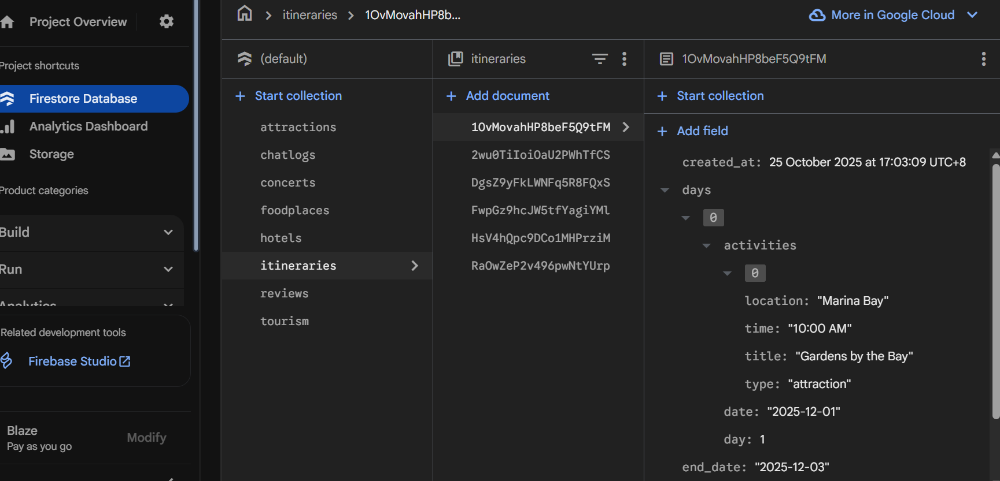 Project Overview
Project shortcuts
Firestore Database
Analytics Dashboard
Storage
Product categories
Build
Run
Analytics
Related development tools
Firebase Studio
Blaze
Pay as you go
Modify
itineraries
1OvMovahHP8b...
More in Google Cloud
(default)
Start collection
attractions
chatlogs
concerts
foodplaces
hotels
itineraries
reviews
tourism
itineraries
Add document
1OvMovahHP8beF5Q9tFM
2wu0TiIoiOaU2PWhTfCS
DgsZ9yFkLWNFq5R8FQxS
FwpGz9hcJW5tfYagiYMl
HsV4hQpc9DCo1MHPrziM
RaOwZeP2v496pwNtYUrp
1OvMovahHP8beF5Q9tFM
Start collection
Add field
created_at: 25 October 2025 at 17:03:09 UTC+8
days
0
activities
0
location: "Marina Bay"
time: "10:00 AM"
title: "Gardens by the Bay"
type: "attraction"
date: "2025-12-01"
day: 1
end_date: "2025-12-03"